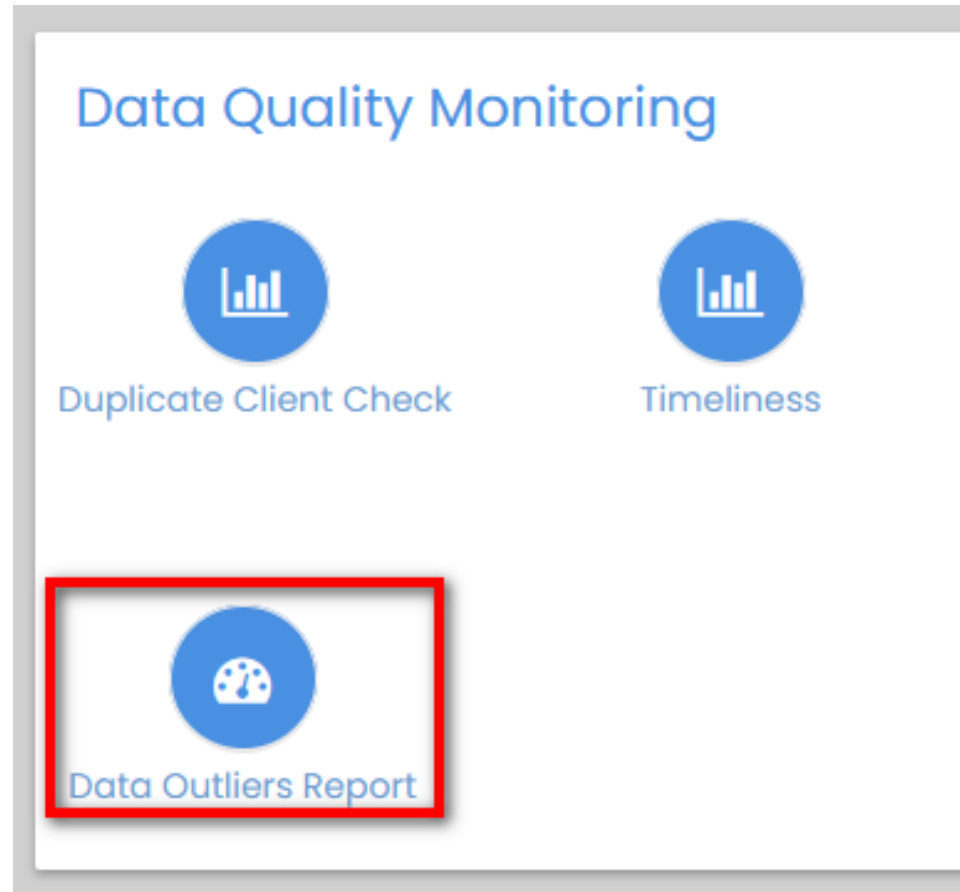 Data Quality Monitoring
Duplicate Client Check
Timeliness
Data Outliers Report